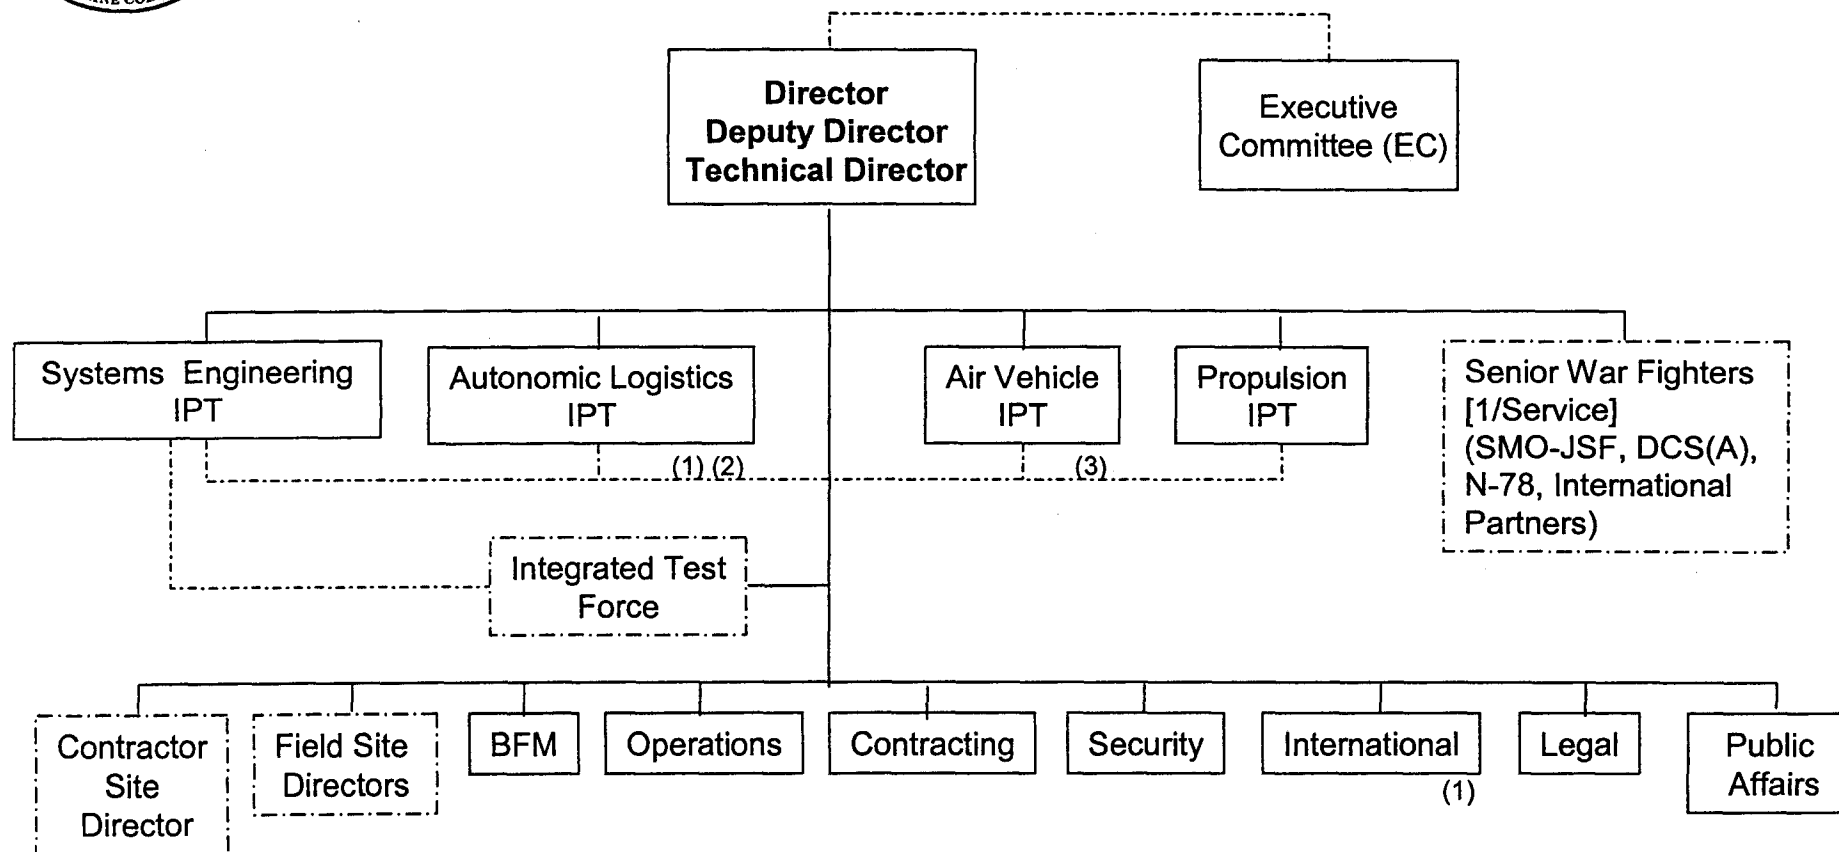 Director
Deputy Director
Technical Director
Executive
Committee (EC)
Systems Engineering
IPT
Autonomic Logistics
IPT
(1) (2)
Air Vehicle
IPT
(3)
Propulsion
IPT
Senior War Fighters
[1/Service]
(SMO-JSF, DCS(A),
N-78, International
Partners)
Integrated Test
Force
Contractor
Site
Director
Field Site
Directors
BFM
Operations
Contracting
Security
International
(1)
Legal
Public
Affairs